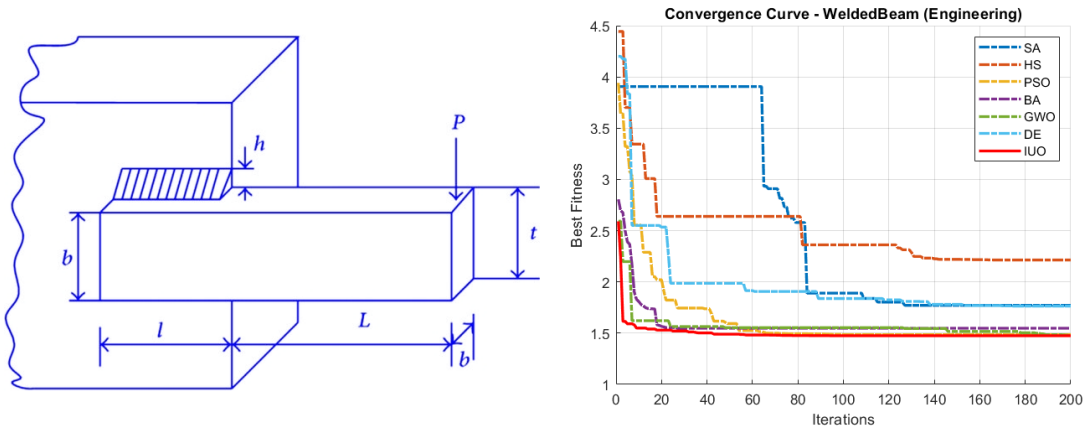 h
P
t
b
l
L
b
Convergence Curve - WeldedBeam (Engineering)
Best Fitness
4.5
4
3.5
3
2.5
2
1.5
1
0
20
40
60
80
100
120
140
160
180
200
Iterations
SA
HS
PSO
BA
GWO
DE
IUO